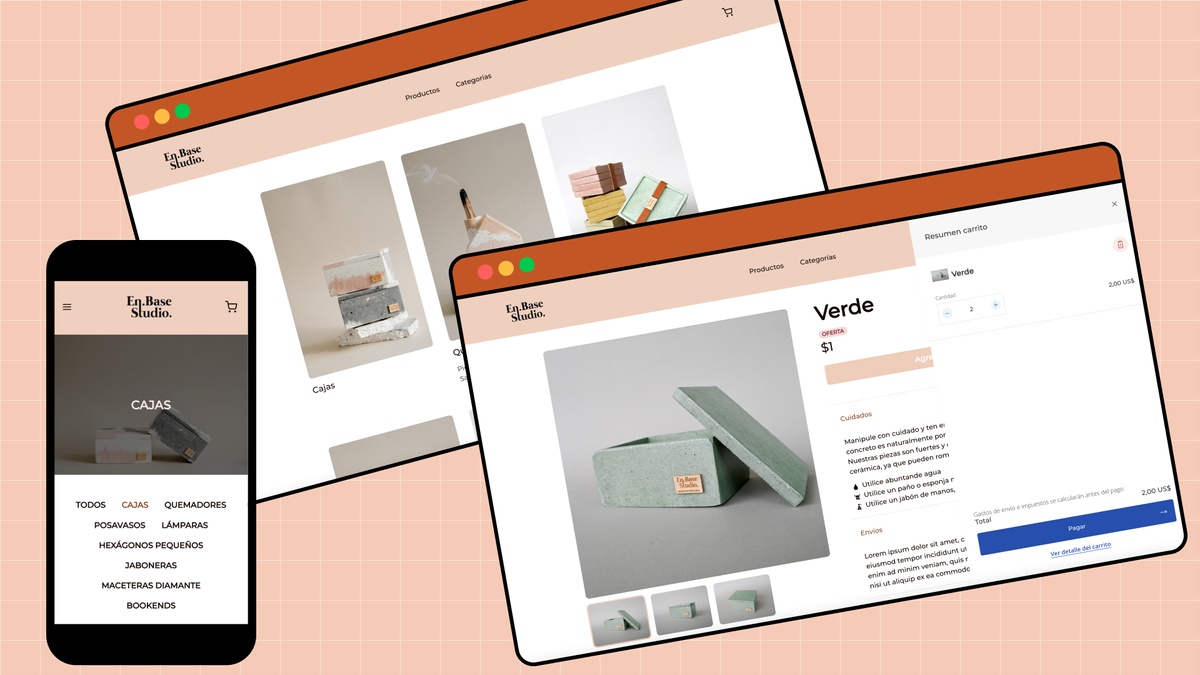 Productos Categorías
En.Base
Studio.
Cajas
En.Base
Studio.
CAJAS
TODOS CAJAS QUEMADORES
POSAVASOS LÁMPARAS
HEXÁGONOS PEQUEÑOS
JABONERAS
MACETERAS DIAMANTE
BOOKENDS
Productos Categorías
En.Base
Studio.
En.Base
Studio.
Verde
OFERTA
$1
Agre
Cuidados
Manipule con cuidado y ten e
concreto es naturalmente por
Nuestras piezas son fuertes y
cerámica, ya que pueden rom
Utilice abundante agua
Utilice un paño o esponja
Utilice un jabón de manos,
Envíos
Lorem ipsum dolor sit amet, c
eiusmod tempor incididunt ut
enim ad minim veniam, quis
nisi ut aliquip ex ea commodo
Resumen carrito
Verde
2,00 US$
Cantidad
2
Gastos de envío e impuestos se calcularán antes del pago.
Total 2,00 US$
Pagar
Ver detalle del carrito